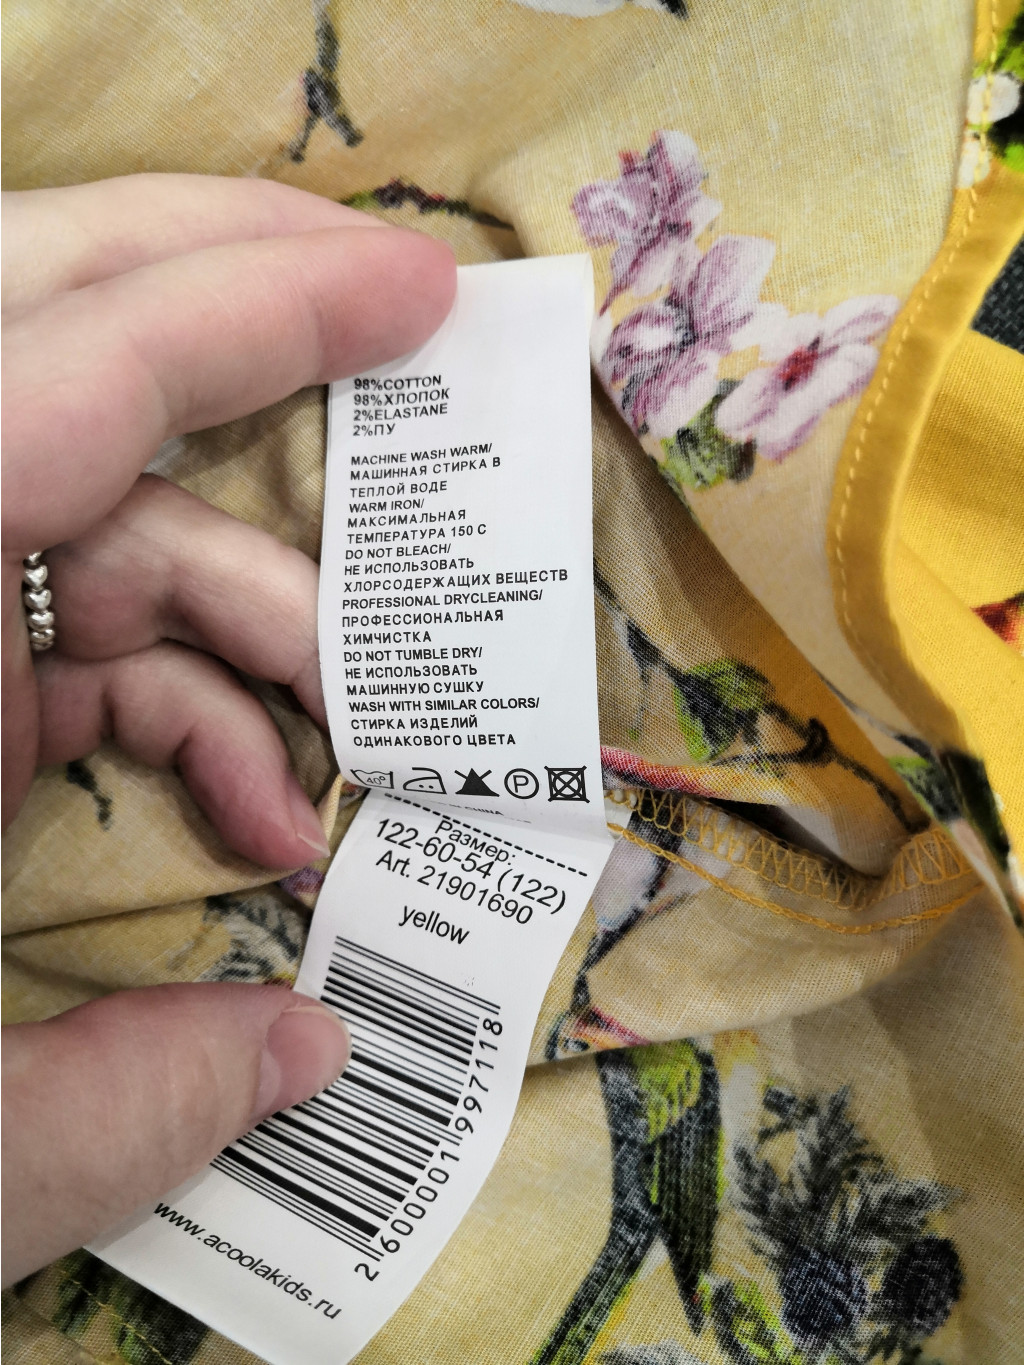 98%COTTON
98%ХЛОПОК
2%ELASTANE
2%ПУ
MACHINE WASH WARM/
МАШИННАЯ СТИРКА В
ТЕПЛОЙ ВОДЕ
WARM IRON/
МАКСИМАЛЬНАЯ
ТЕМПЕРАТУРА 150 С
DO NOT BLEACH/
НЕ ИСПОЛЬЗОВАТЬ
ХЛОРСОДЕРЖАЩИХ ВЕЩЕСТВ
PROFESSIONAL DRYCLEANING/
ПРОФЕССИОНАЛЬНАЯ
ХИМЧИСТКА
DO NOT TUMBLE DRY/
НЕ ИСПОЛЬЗОВАТЬ
МАШИННУЮ СУШКУ
WASH WITH SIMILAR COLORS/
СТИРКА ИЗДЕЛИЙ
ОДИНАКОВОГО ЦВЕТА
40° P
CHINA
Размер:
122-60-54 (122)
Art. 21901690
yellow
2600001997118
www.acoolakids.ru